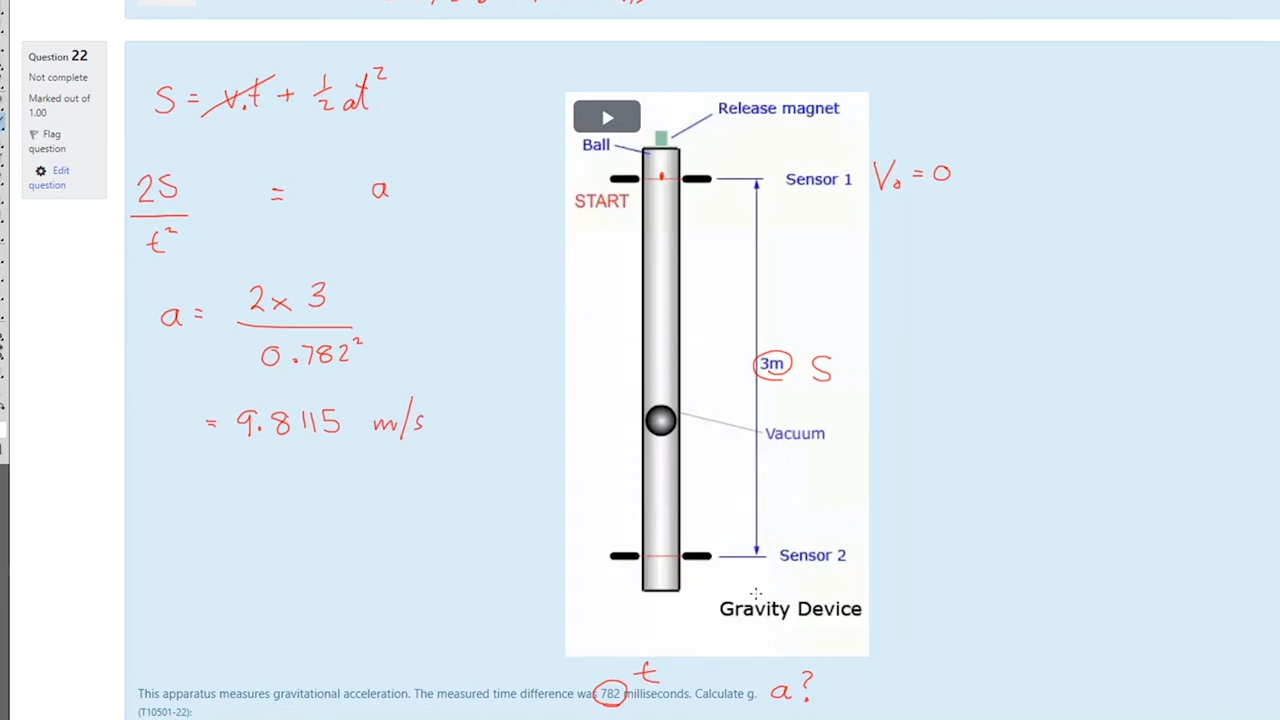 Question 22
Not complete
Marked out of
1.00
Flag
question
Edit
question
S = v.t + 1/2 at²
2S/t² = a
a = 2 x 3 / 0.782²
= 9.8115 m/s
Release magnet
Ball
Sensor 1
V₀ = 0
START
3m S
Vacuum
Sensor 2
Gravity Device
t
This apparatus measures gravitational acceleration. The measured time difference was 782 milliseconds. Calculate g. a?
(T10501-22):